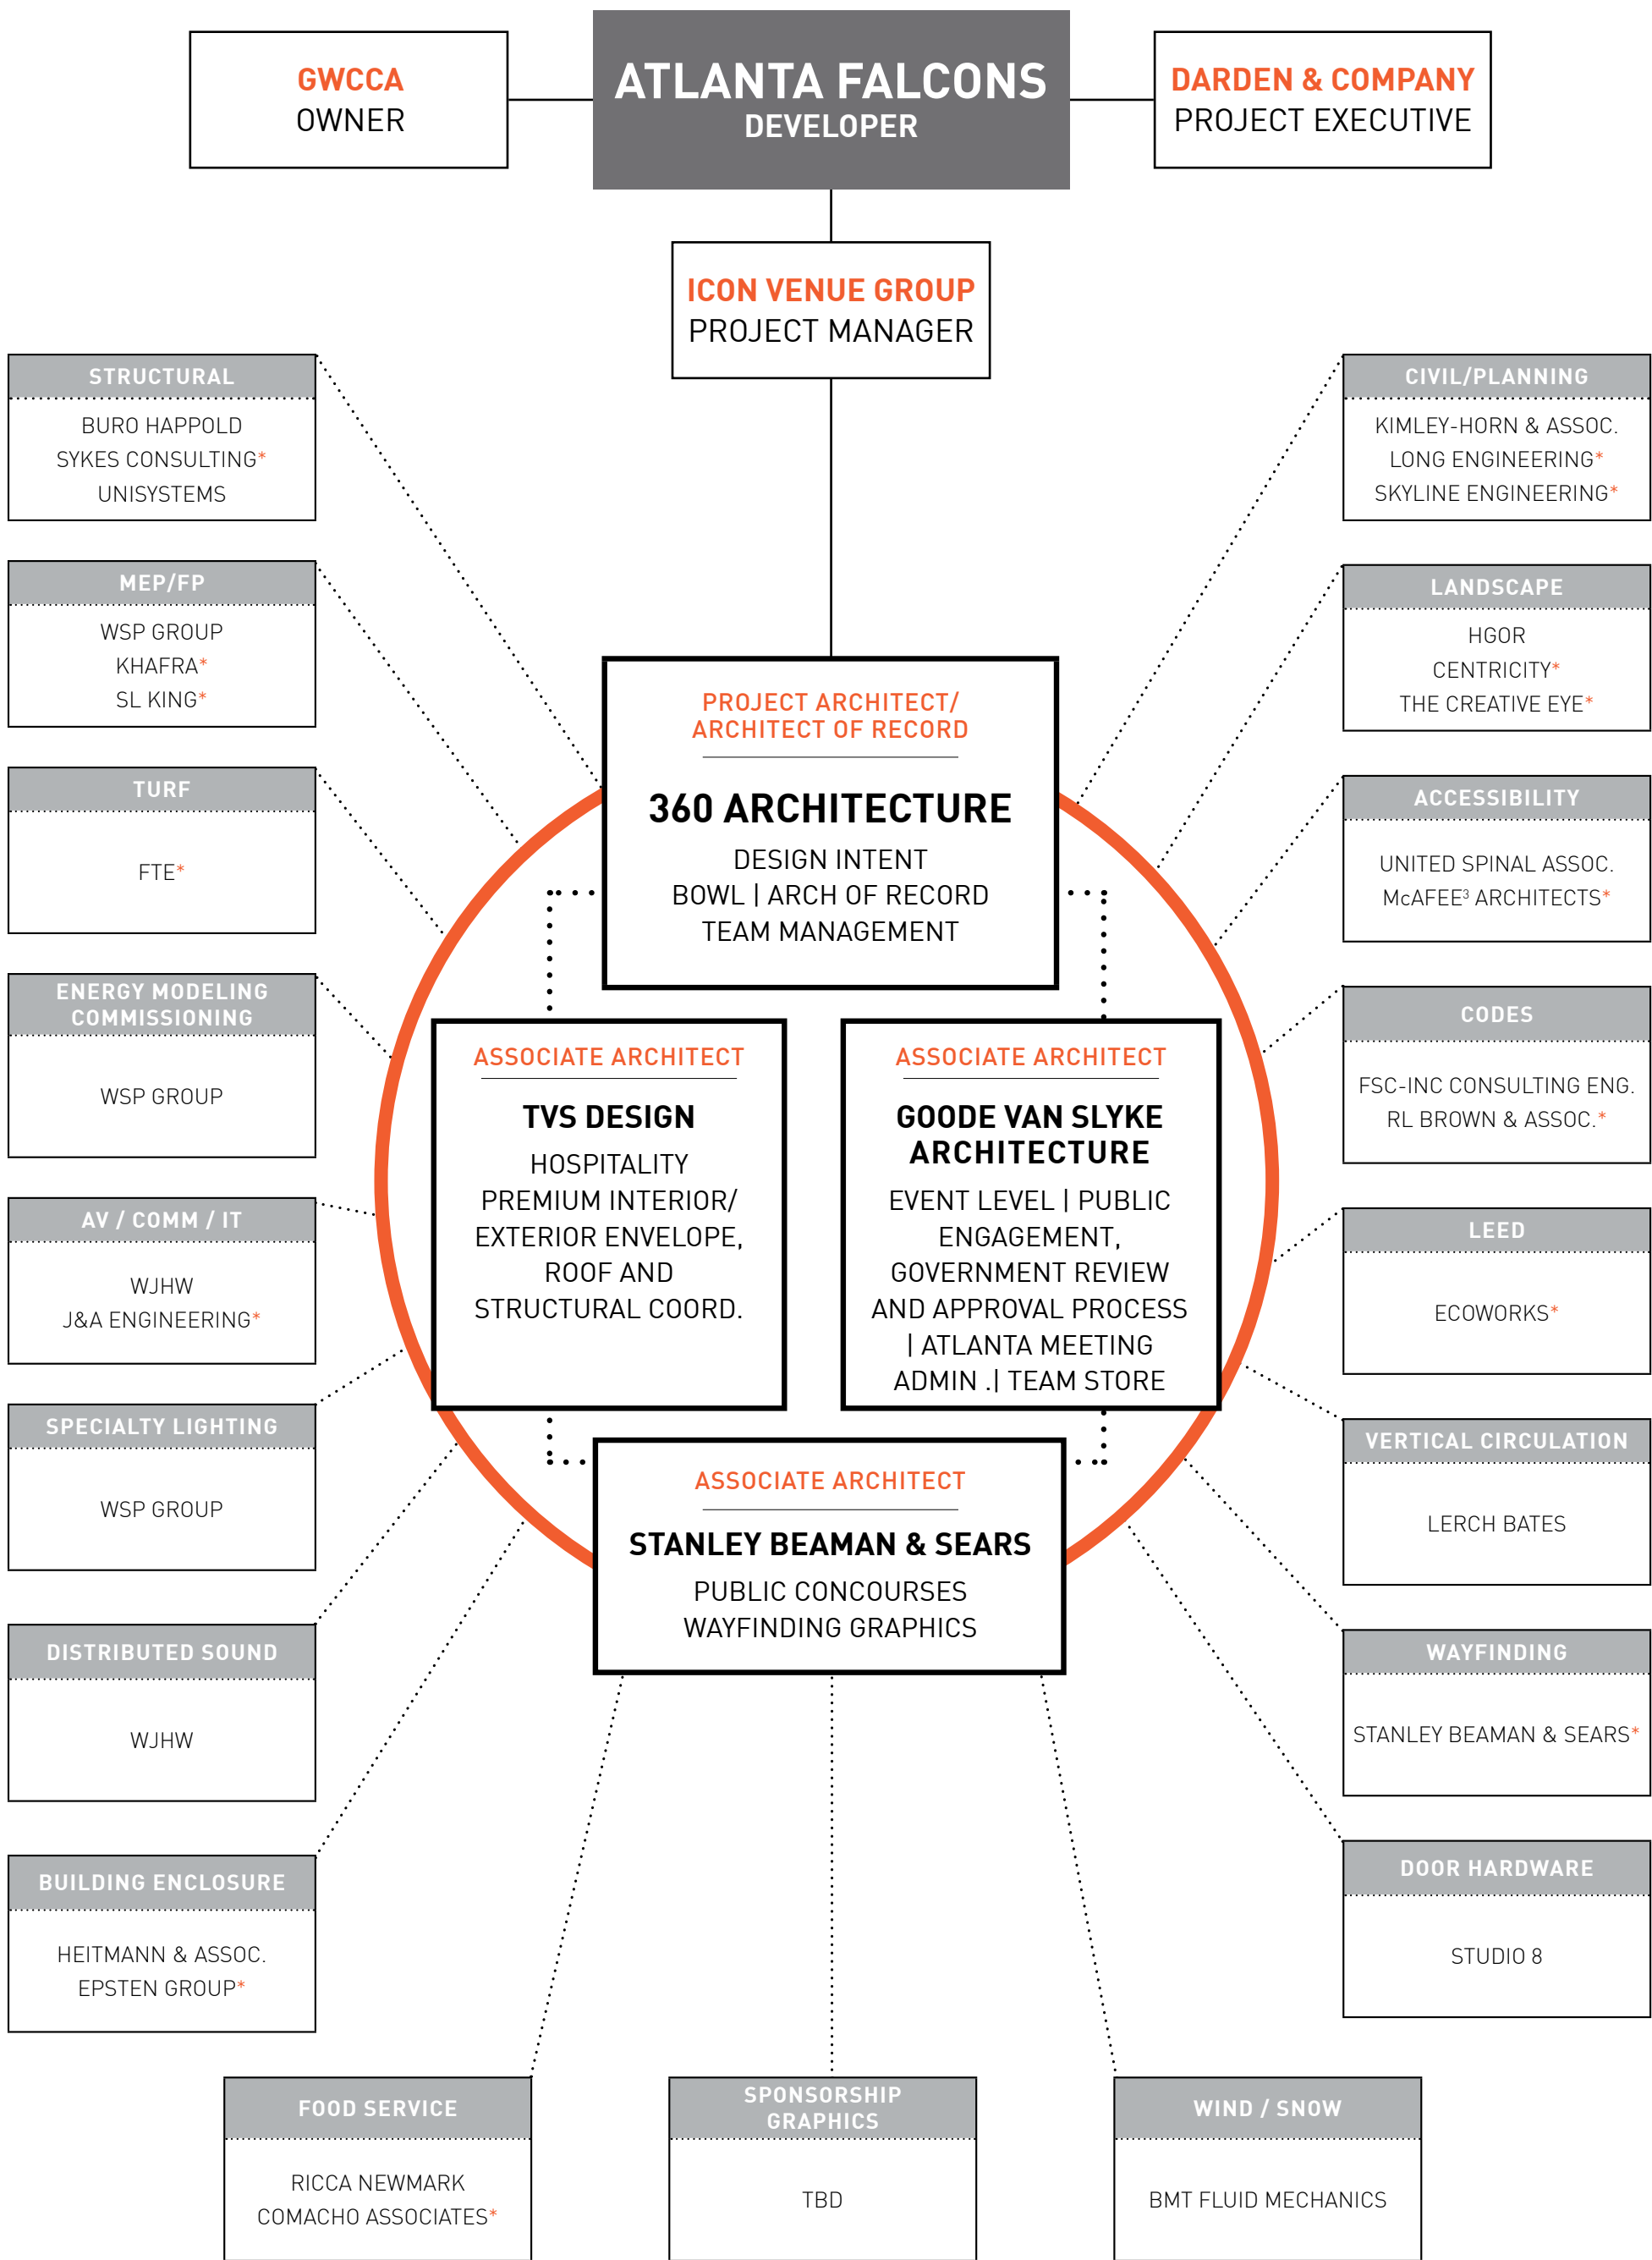 GWCCA
OWNER
ATLANTA FALCONS
DEVELOPER
DARDEN & COMPANY
PROJECT EXECUTIVE
ICON VENUE GROUP
PROJECT MANAGER
STRUCTURAL
BURO HAPPOLD
SYKES CONSULTING*
UNISYSTEMS
MEP/FP
WSP GROUP
KHAFRA*
SL KING*
TURF
FTE*
ENERGY MODELING
COMMISSIONING
WSP GROUP
AV / COMM / IT
WJHW
J&A ENGINEERING*
SPECIALTY LIGHTING
WSP GROUP
DISTRIBUTED SOUND
WJHW
BUILDING ENCLOSURE
HEITMANN & ASSOC.
EPSTEN GROUP*
PROJECT ARCHITECT/
ARCHITECT OF RECORD
360 ARCHITECTURE
DESIGN INTENT
BOWL | ARCH OF RECORD
TEAM MANAGEMENT
ASSOCIATE ARCHITECT
TVS DESIGN
HOSPITALITY
PREMIUM INTERIOR/
EXTERIOR ENVELOPE,
ROOF AND
STRUCTURAL COORD.
ASSOCIATE ARCHITECT
GOODE VAN SLYKE
ARCHITECTURE
EVENT LEVEL | PUBLIC
ENGAGEMENT,
GOVERNMENT REVIEW
AND APPROVAL PROCESS
| ATLANTA MEETING
ADMIN .| TEAM STORE
ASSOCIATE ARCHITECT
STANLEY BEAMAN & SEARS
PUBLIC CONCOURSES
WAYFINDING GRAPHICS
CIVIL/PLANNING
KIMLEY-HORN & ASSOC.
LONG ENGINEERING*
SKYLINE ENGINEERING*
LANDSCAPE
HGOR
CENTRICITY*
THE CREATIVE EYE*
ACCESSIBILITY
UNITED SPINAL ASSOC.
McAFEE³ ARCHITECTS*
CODES
FSC-INC CONSULTING ENG.
RL BROWN & ASSOC.*
LEED
ECOWORKS*
VERTICAL CIRCULATION
LERCH BATES
WAYFINDING
STANLEY BEAMAN & SEARS*
DOOR HARDWARE
STUDIO 8
FOOD SERVICE
RICCA NEWMARK
COMACHO ASSOCIATES*
SPONSORSHIP
GRAPHICS
TBD
WIND / SNOW
BMT FLUID MECHANICS